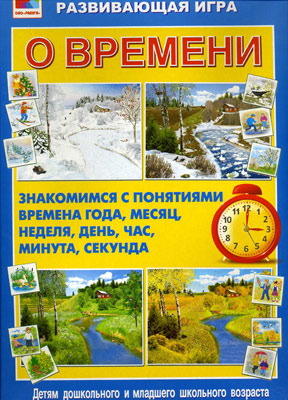 РАЗВИВАЮЩАЯ ИГРА
О ВРЕМЕНИ
ЗНАКОМИМСЯ С ПОНЯТИЯМИ
ВРЕМЕНА ГОДА, МЕСЯЦ,
НЕДЕЛЯ, ДЕНЬ, ЧАС,
МИНУТА, СЕКУНДА
Детям дошкольного и младшего школьного возраста